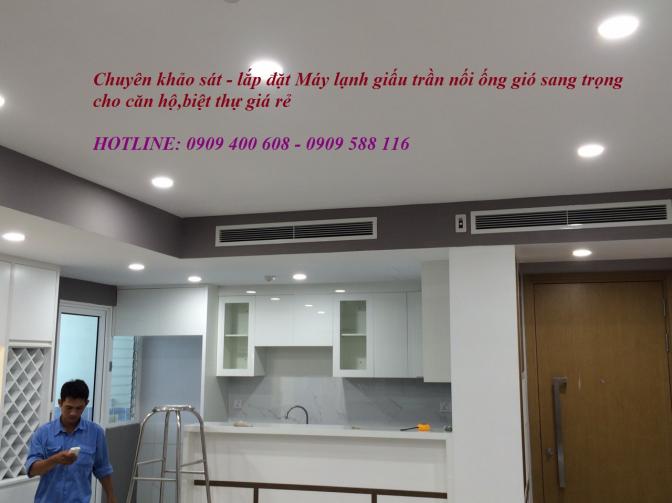 Chuyên khảo sát - lắp đặt Máy lạnh giấu trần nối ống gió sang trọng
cho căn hộ,biệt thự giá rẻ
HOTLINE: 0909 400 608 - 0909 588 116